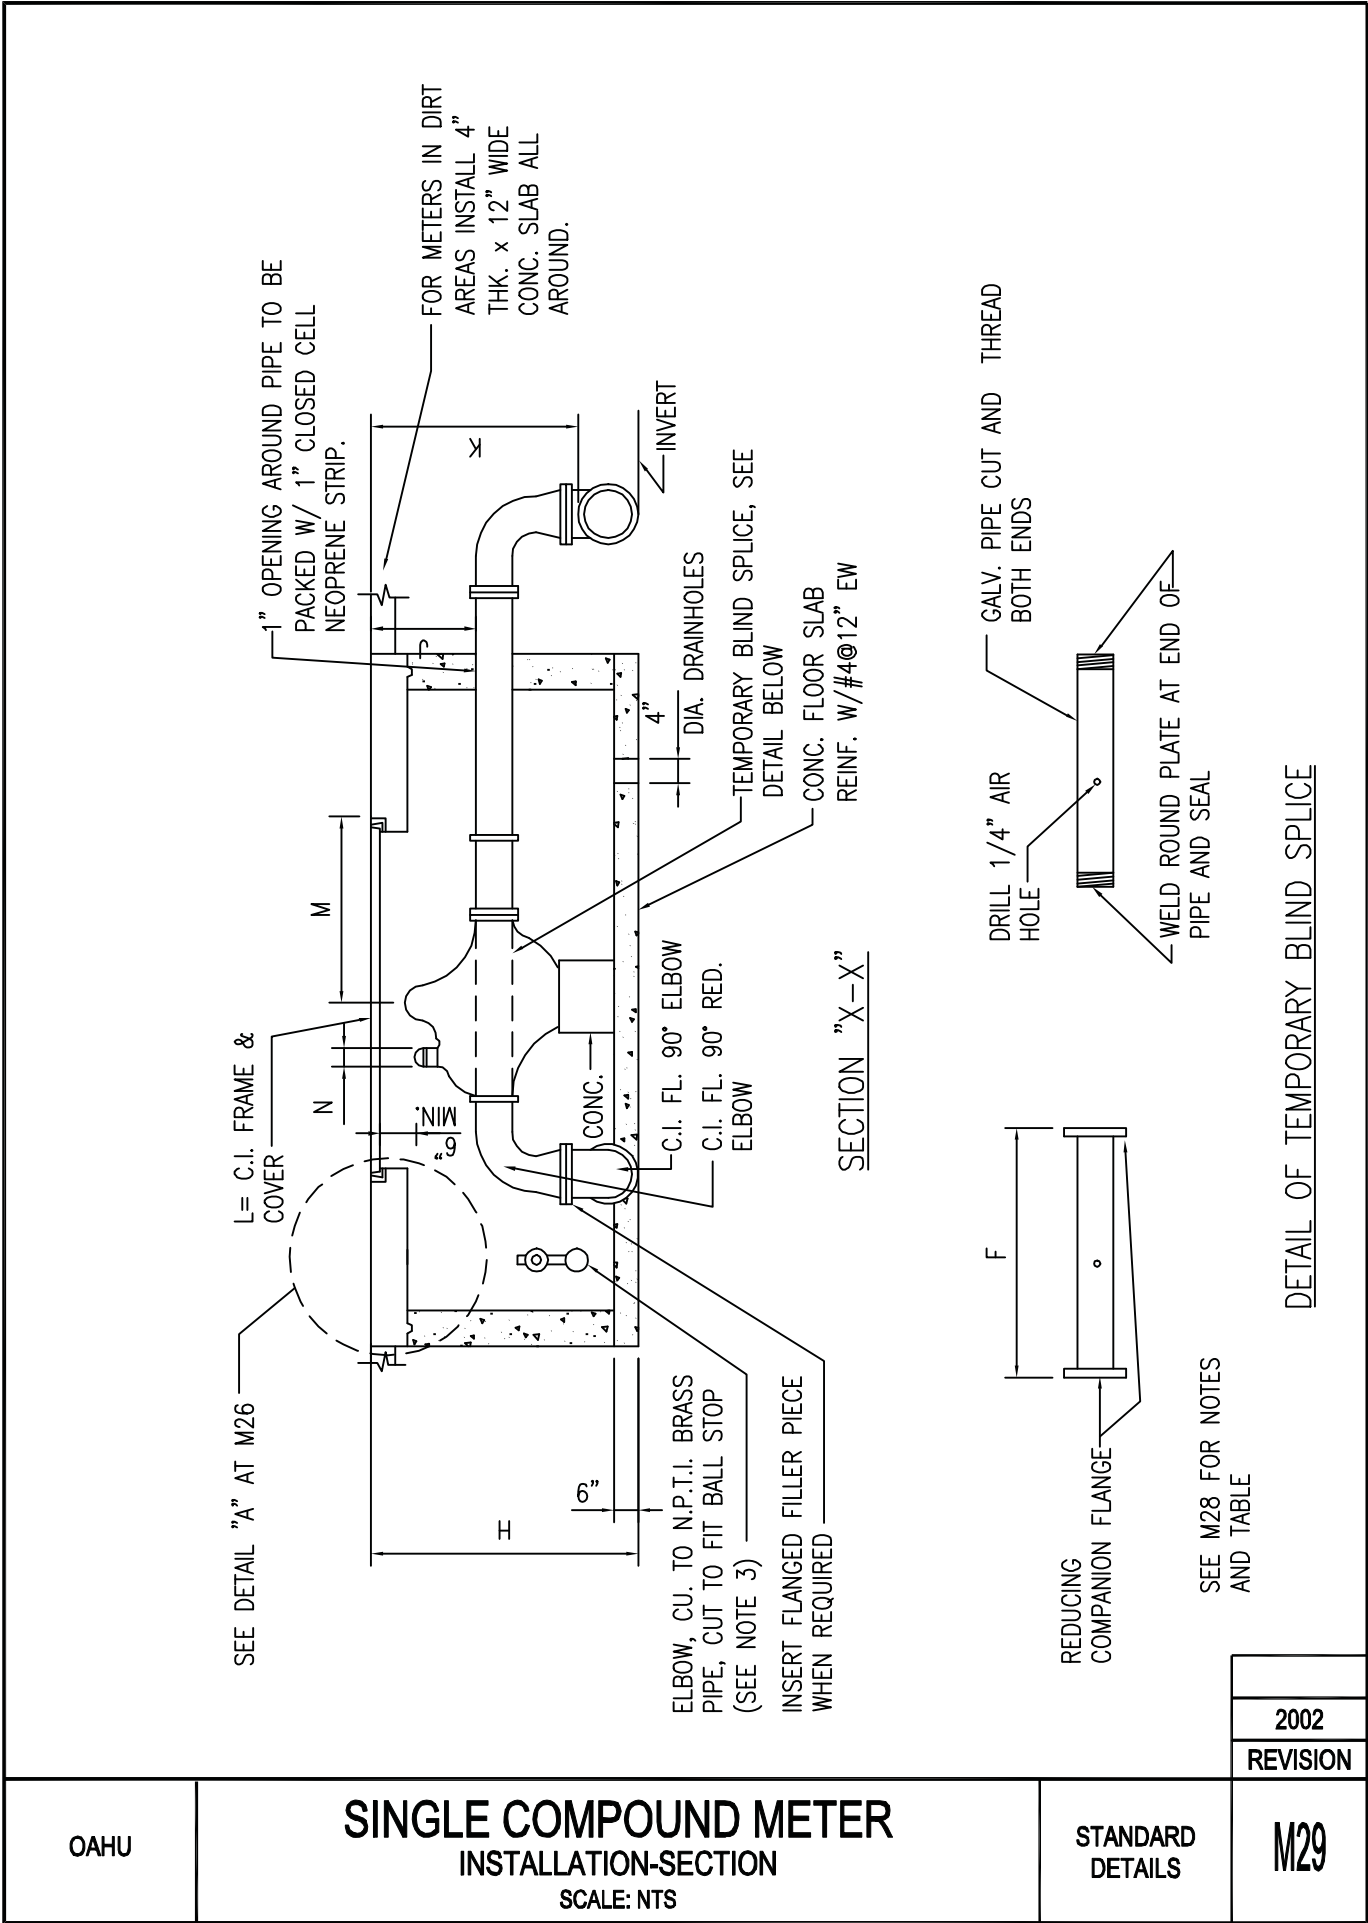 SEE DETAIL "A" AT M26
L= C.I. FRAME &
COVER
N
M
1" OPENING AROUND PIPE TO BE
PACKED W/ 1" CLOSED CELL
NEOPRENE STRIP.
FOR METERS IN DIRT
AREAS INSTALL 4"
THK. x 12" WIDE
CONC. SLAB ALL
AROUND.
6"
MIN.
J
K
INVERT
H
6"
CONC.
4"
DIA. DRAINHOLES
ELBOW, CU. TO N.P.T.I. BRASS
PIPE, CUT TO FIT BALL STOP
(SEE NOTE 3)
INSERT FLANGED FILLER PIECE
WHEN REQUIRED
C.I. FL. 90° ELBOW
C.I. FL. 90° RED.
ELBOW
TEMPORARY BLIND SPLICE, SEE
DETAIL BELOW
CONC. FLOOR SLAB
REINF. W/#4@12" EW
SECTION "X-X"
REDUCING
COMPANION FLANGE
F
DRILL 1/4" AIR
HOLE
GALV. PIPE CUT AND THREAD
BOTH ENDS
WELD ROUND PLATE AT END OF
PIPE AND SEAL
SEE M28 FOR NOTES
AND TABLE
DETAIL OF TEMPORARY BLIND SPLICE
2002
REVISION
OAHU
SINGLE COMPOUND METER
INSTALLATION-SECTION
SCALE: NTS
STANDARD
DETAILS
M29